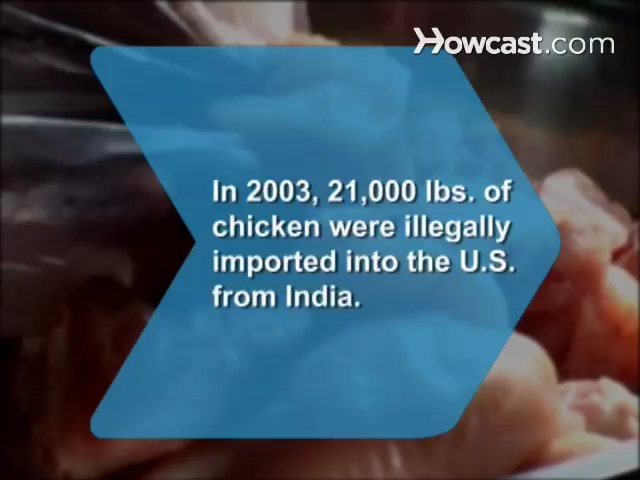 Howcast.com
In 2003, 21,000 lbs. of
chicken were illegally
imported into the U.S.
from India.